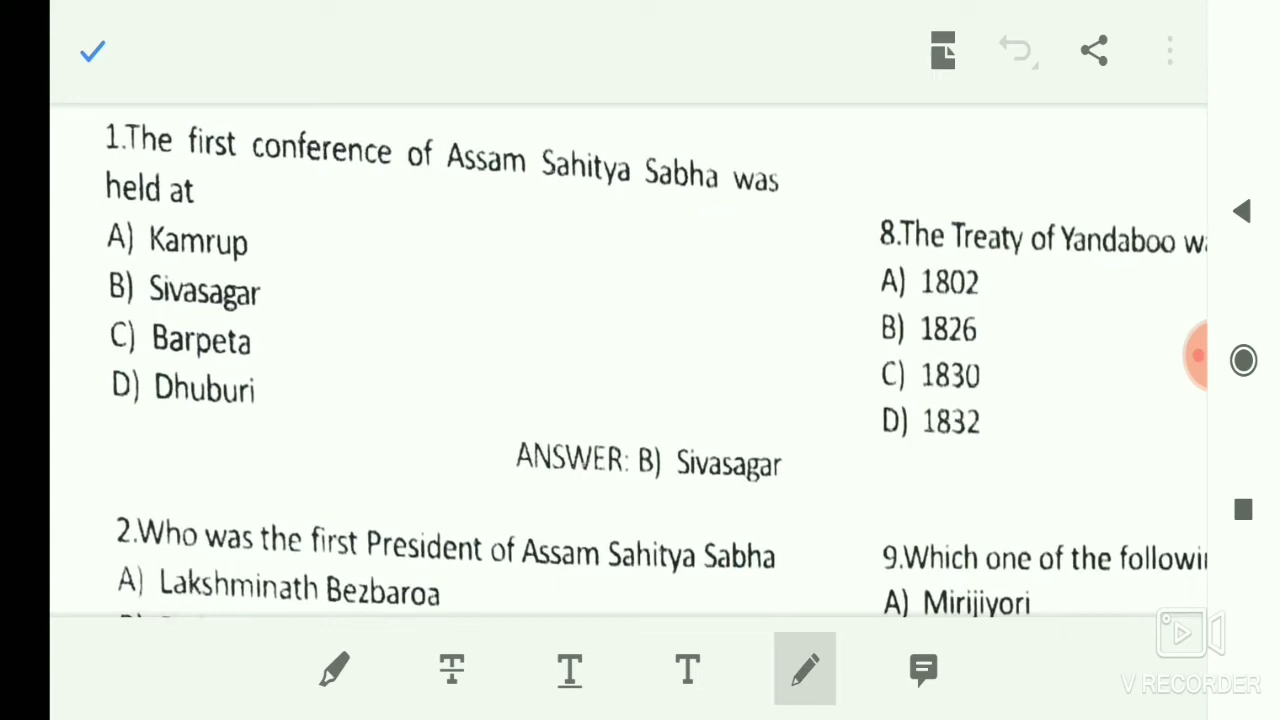 1.The first conference of Assam Sahitya Sabha was
held at
A) Kamrup
B) Sivasagar
C) Barpeta
D) Dhuburi
ANSWER: B) Sivasagar
2.Who was the first President of Assam Sahitya Sabha
A) Lakshminath Bezbaroa
8.The Treaty of Yandaboo
A) 1802
B) 1826
C) 1830
D) 1832
9.Which one of the
A) Mirijiyori
V RECORDER